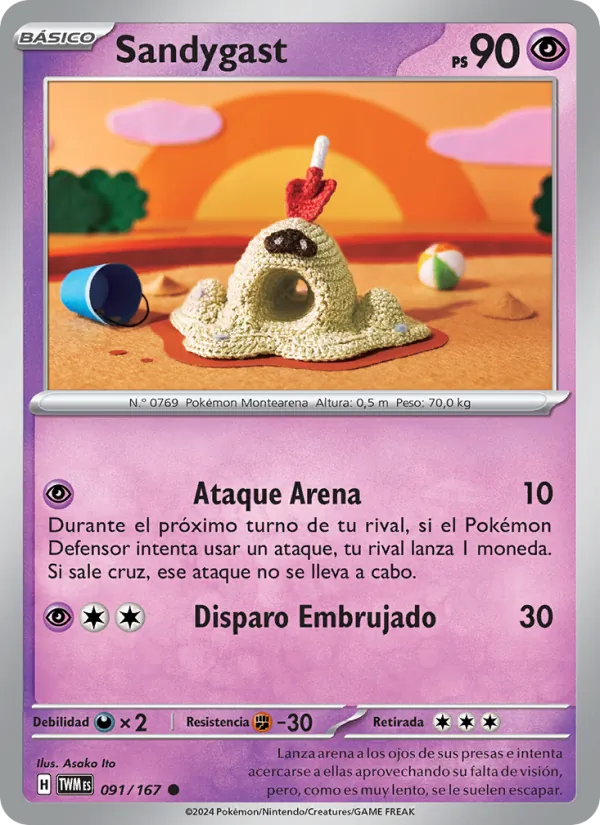 BÁSICO Sandygast PS 90
N.º 0769 Pokémon Montearena Altura: 0,5 m Peso: 70,0 kg
Ataque Arena 10
Durante el próximo turno de tu rival, si el Pokémon
Defensor intenta usar un ataque, tu rival lanza 1 moneda.
Si sale cruz, ese ataque no se lleva a cabo.
Disparo Embrujado 30
Debilidad ×2 Resistencia -30 Retirada
Ilus. Asako Ito
Lanza arena a los ojos de sus presas e intenta
acercarse a ellas aprovechando su falta de visión,
pero, como es muy lento, se le suelen escapar.
H TWM ES 091/167
©2024 Pokémon/Nintendo/Creatures/GAME FREAK